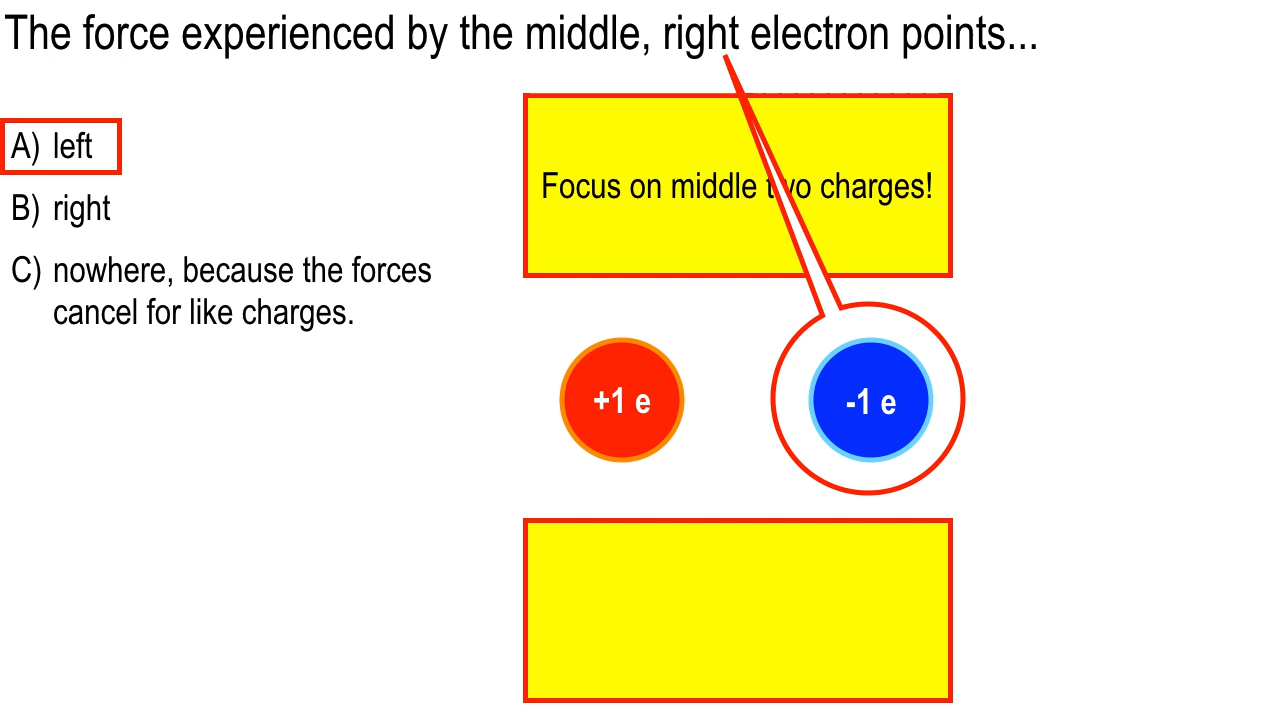 The force experienced by the middle, right electron points...
A) left
B) right
C) nowhere, because the forces
cancel for like charges.
Focus on middle two charges!
+1 e
-1 e